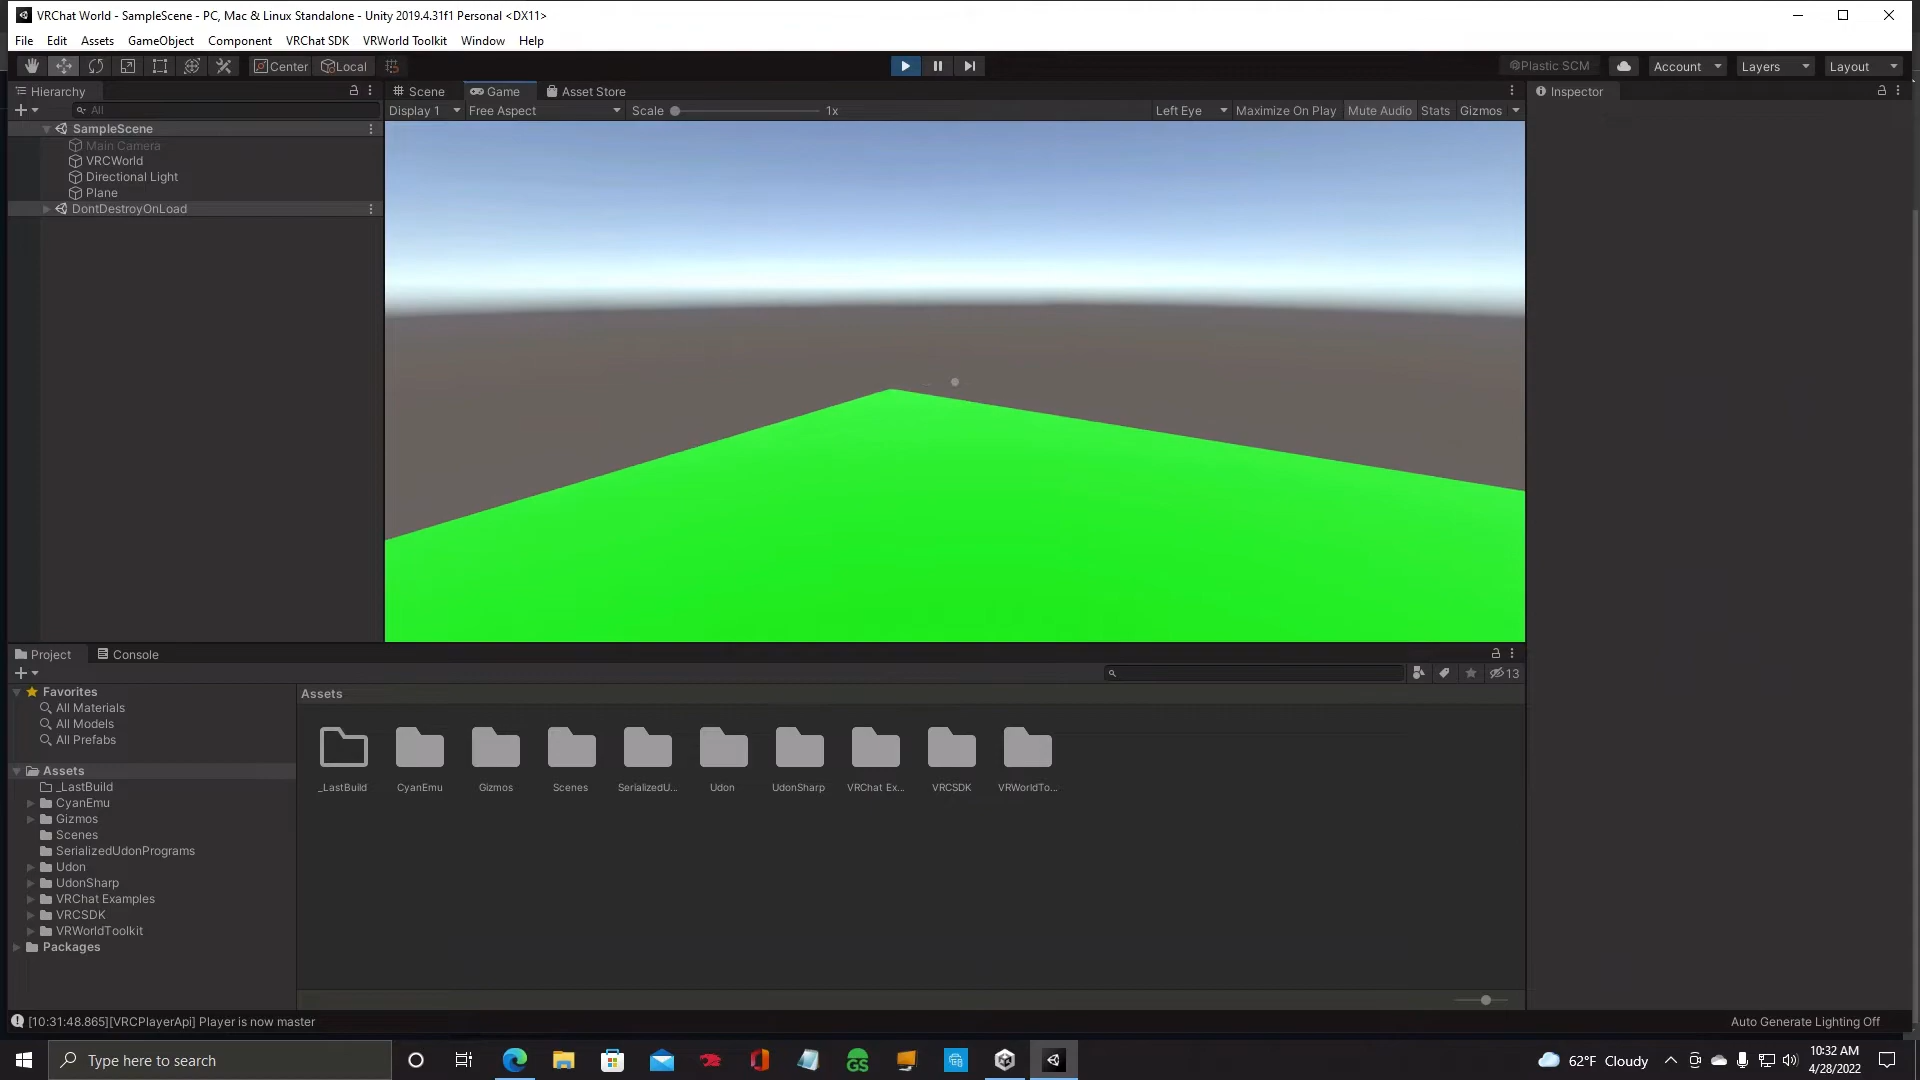 VRChat World - SampleScene - PC, Mac & Linux Standalone - Unity 2019.4.31f1 Personal <DX11>
File Edit Assets GameObject Component VRChat SDK VRWorld Toolkit Window Help
Center Local Plastic SCM Account Layers Layout
Hierarchy
All
SampleScene
Main Camera
VRCWorld
Directional Light
Plane
DontDestroyOnLoad
Scene Game Asset Store
Display 1 Free Aspect Scale 1x Left Eye Maximize On Play Mute Audio Stats Gizmos
Inspector
Project Console
13
Favorites
All Materials
All Models
All Prefabs
Assets
_LastBuild
CyanEmu
Gizmos
Scenes
SerializedUdonPrograms
Udon
UdonSharp
VRChat Examples
VRCSDK
VRWorldToolkit
Packages
Assets
_LastBuild CyanEmu Gizmos Scenes SerializedU... Udon UdonSharp VRChat Ex... VRCSDK VRWorldTo...
[10:31:48.865][VRCPlayerApi] Player is now master
Auto Generate Lighting Off
Type here to search
GS
62°F Cloudy
10:32 AM
4/28/2022